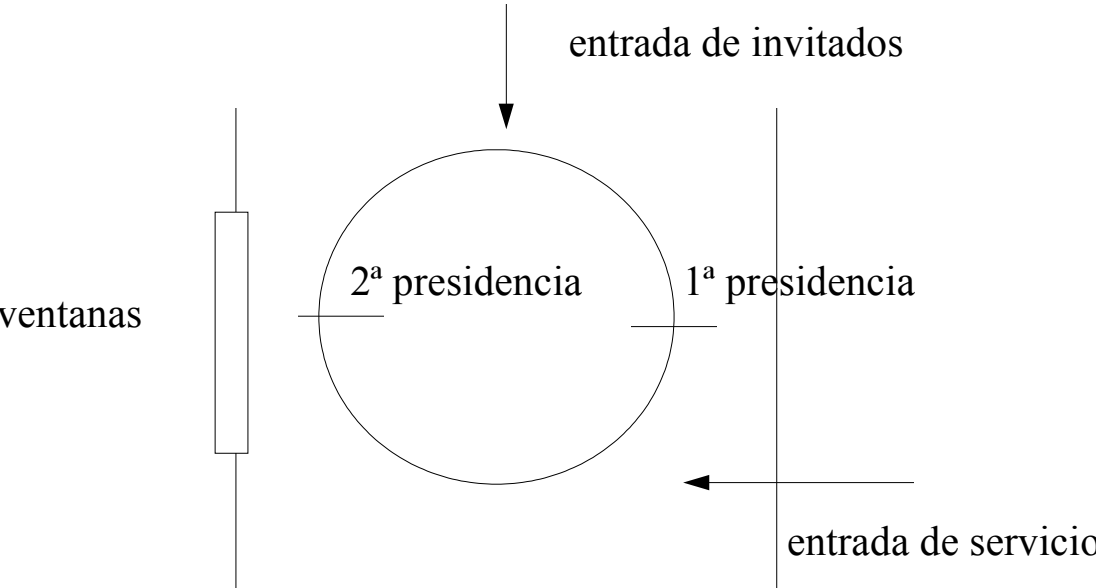 entrada de invitados
2ª presidencia
1ª presidencia
ventanas
entrada de servicio